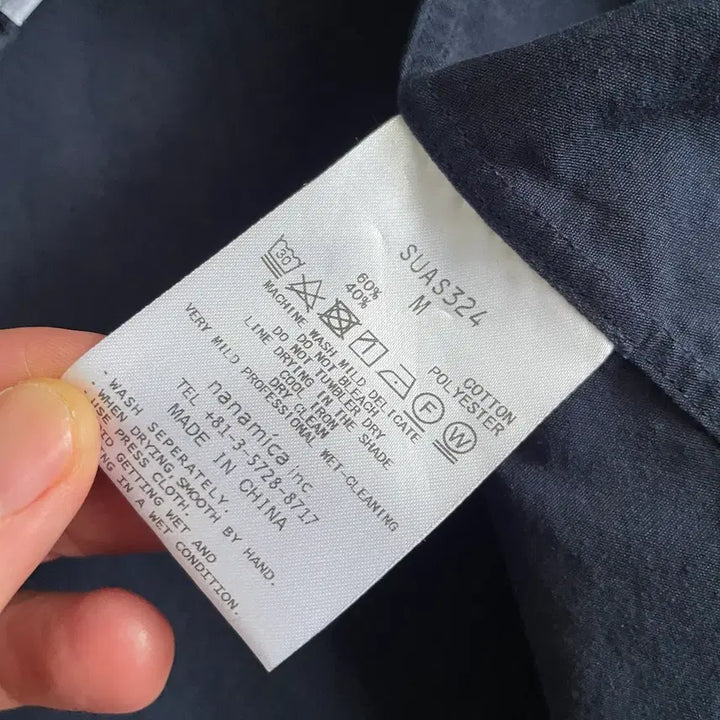 SUAS324
M
60% COTTON
40% POLYESTER
30
F
W
MACHINE WASH MILD DELICATE
DO NOT BLEACH
DO NOT TUMBLER DRY
LINE DRYING IN THE SHADE
COOL IRON
DRY CLEAN
VERY MILD PROFESSIONAL WET-CLEANING
nanamica inc.
TEL +81-3-5728-8717
MADE IN CHINA
· WASH SEPERATELY.
· WHEN DRYING,SMOOTH BY HAND.
USE PRESS CLOTH.
GETTING WET AND
IN A WET CONDITION.